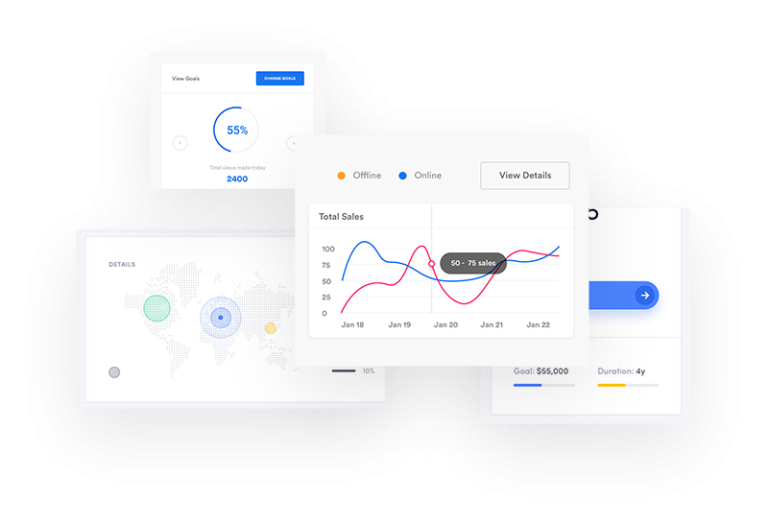 View Goals
CHANGE GOALS
55%
Total views made today
2400
Offline
Online
View Details
Total Sales
100
75
50
25
0
50 - 75 sales
Jan 18
Jan 19
Jan 20
Jan 21
Jan 22
DETAILS
10%
Goal: $55,000
Duration: 4y